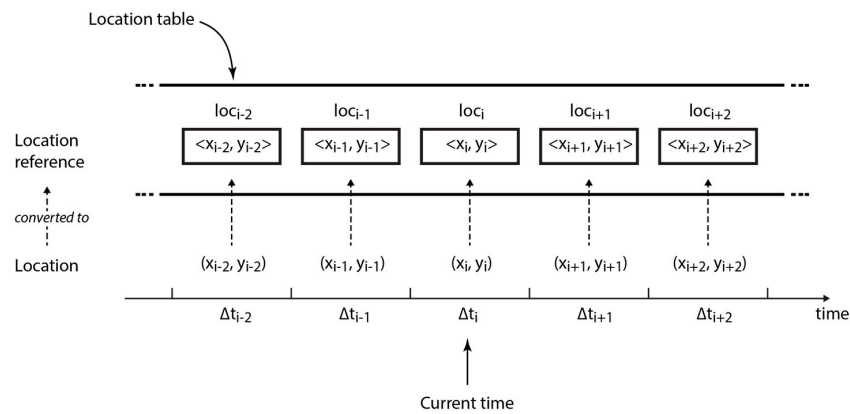 Location table
loci-2 loci-1 loci loci+1 loci+2
Location
reference
<xi-2, yi-2> <xi-1, yi-1> <xi, yi> <xi+1, yi+1> <xi+2, yi+2>
converted to
Location (xi-2, yi-2) (xi-1, yi-1) (xi, yi) (xi+1, yi+1) (xi+2, yi+2)
Δti-2 Δti-1 Δti Δti+1 Δti+2 time
Current time